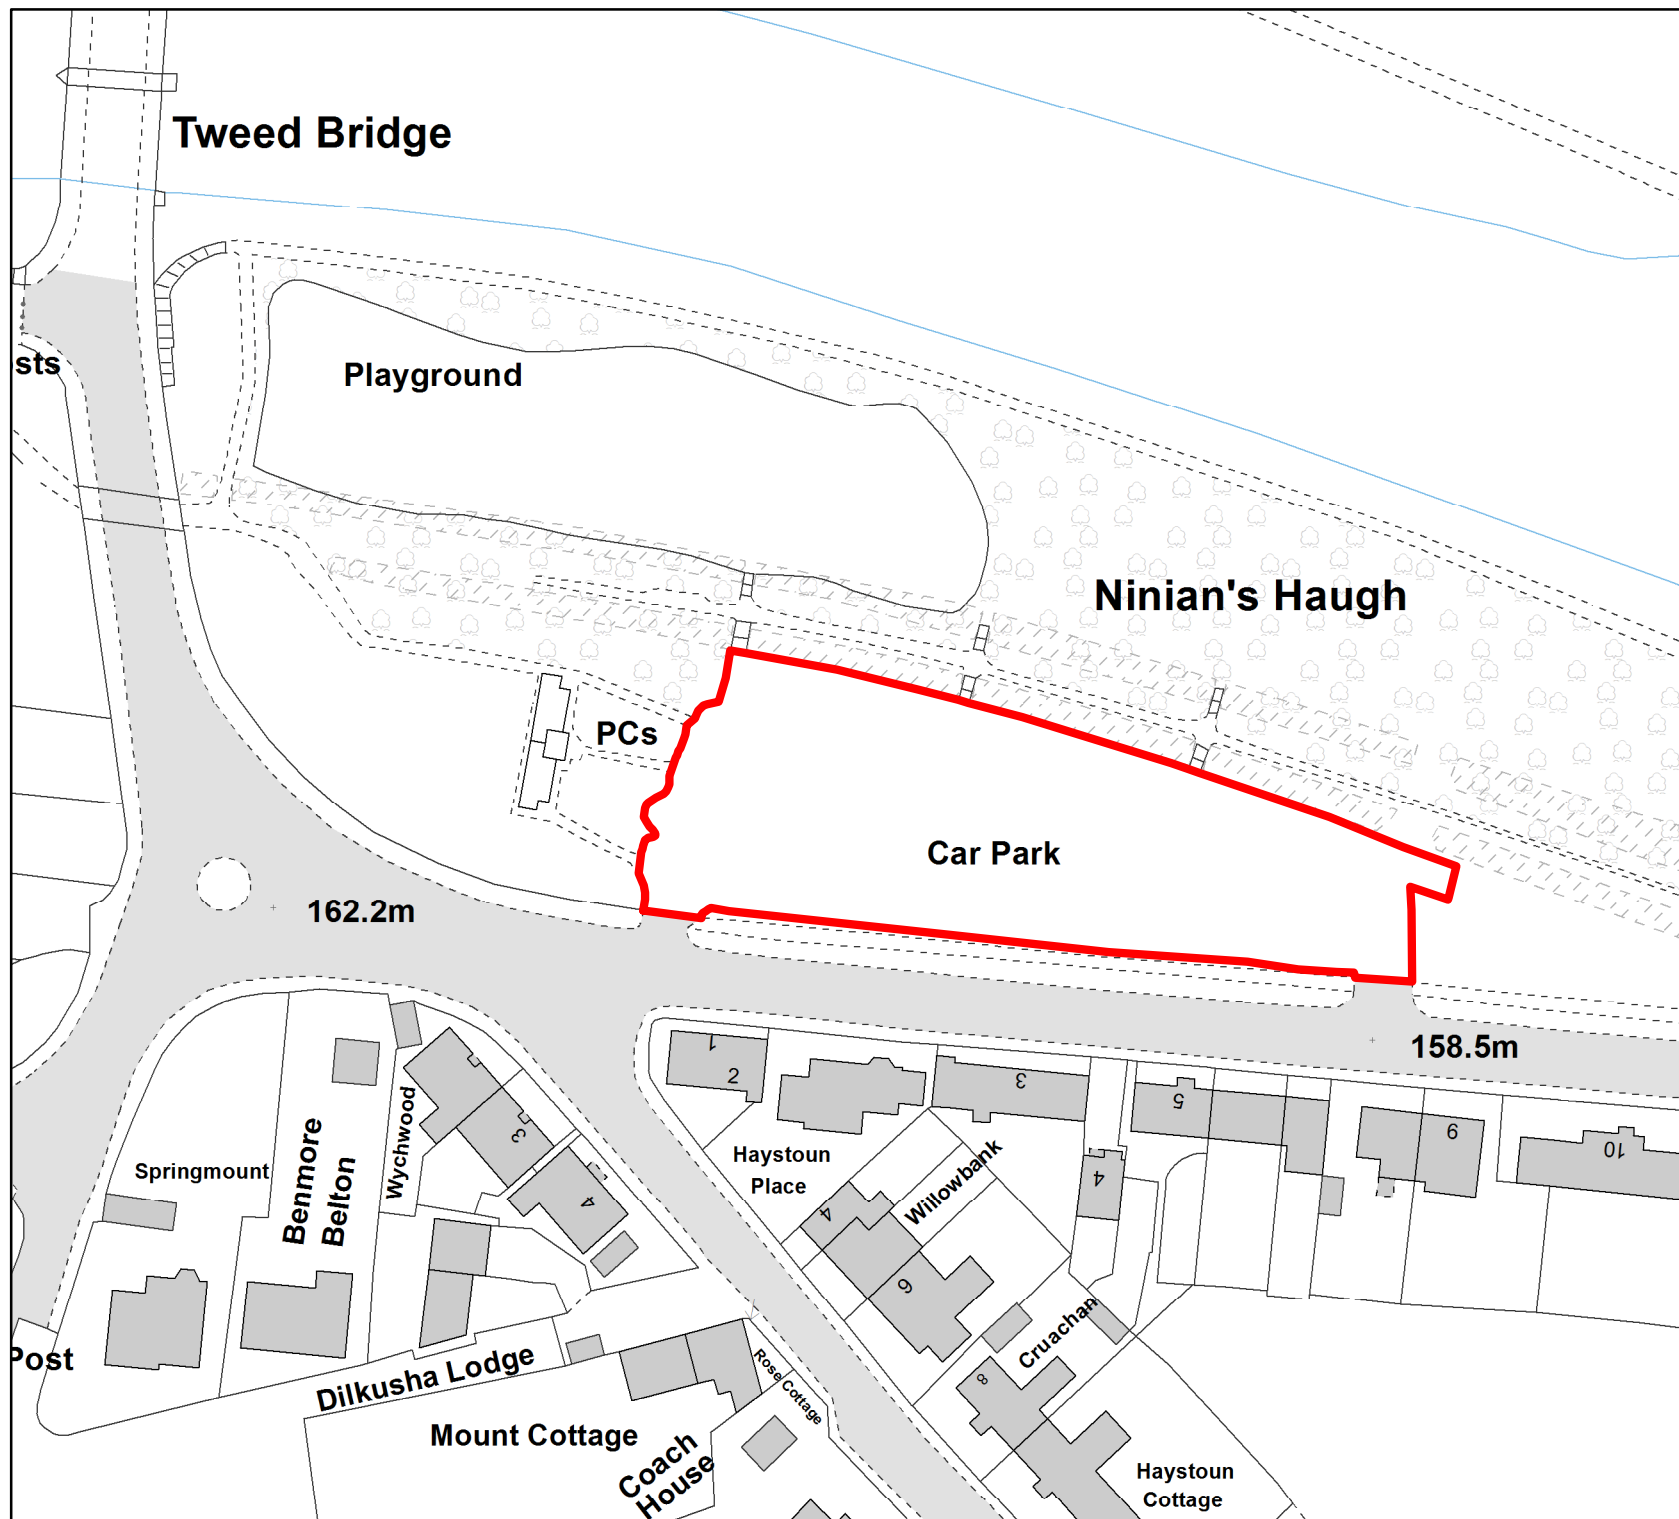 Tweed Bridge
sts
Playground
Ninian's Haugh
PCs
Car Park
162.2m
158.5m
1
2
3
5
9
10
Wychwood
3
4
Springmount
Benmore
Belton
Haystoun
Place
Willowbank
4
4
6
Post
Dilkusha Lodge
Rose Cottage
Cruachan
8
Mount Cottage
Coach
House
Haystoun
Cottage